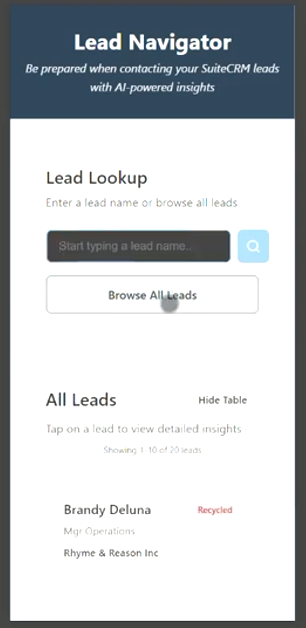 Lead Navigator
Be prepared when contacting your SuiteCRM leads
with AI-powered insights
Lead Lookup
Enter a lead name or browse all leads
Start typing a lead name...
Browse All Leads
All Leads
Hide Table
Tap on a lead to view detailed insights
Showing 1-10 of 20 leads
Brandy Deluna
Recycled
Mgr Operations
Rhyme & Reason Inc